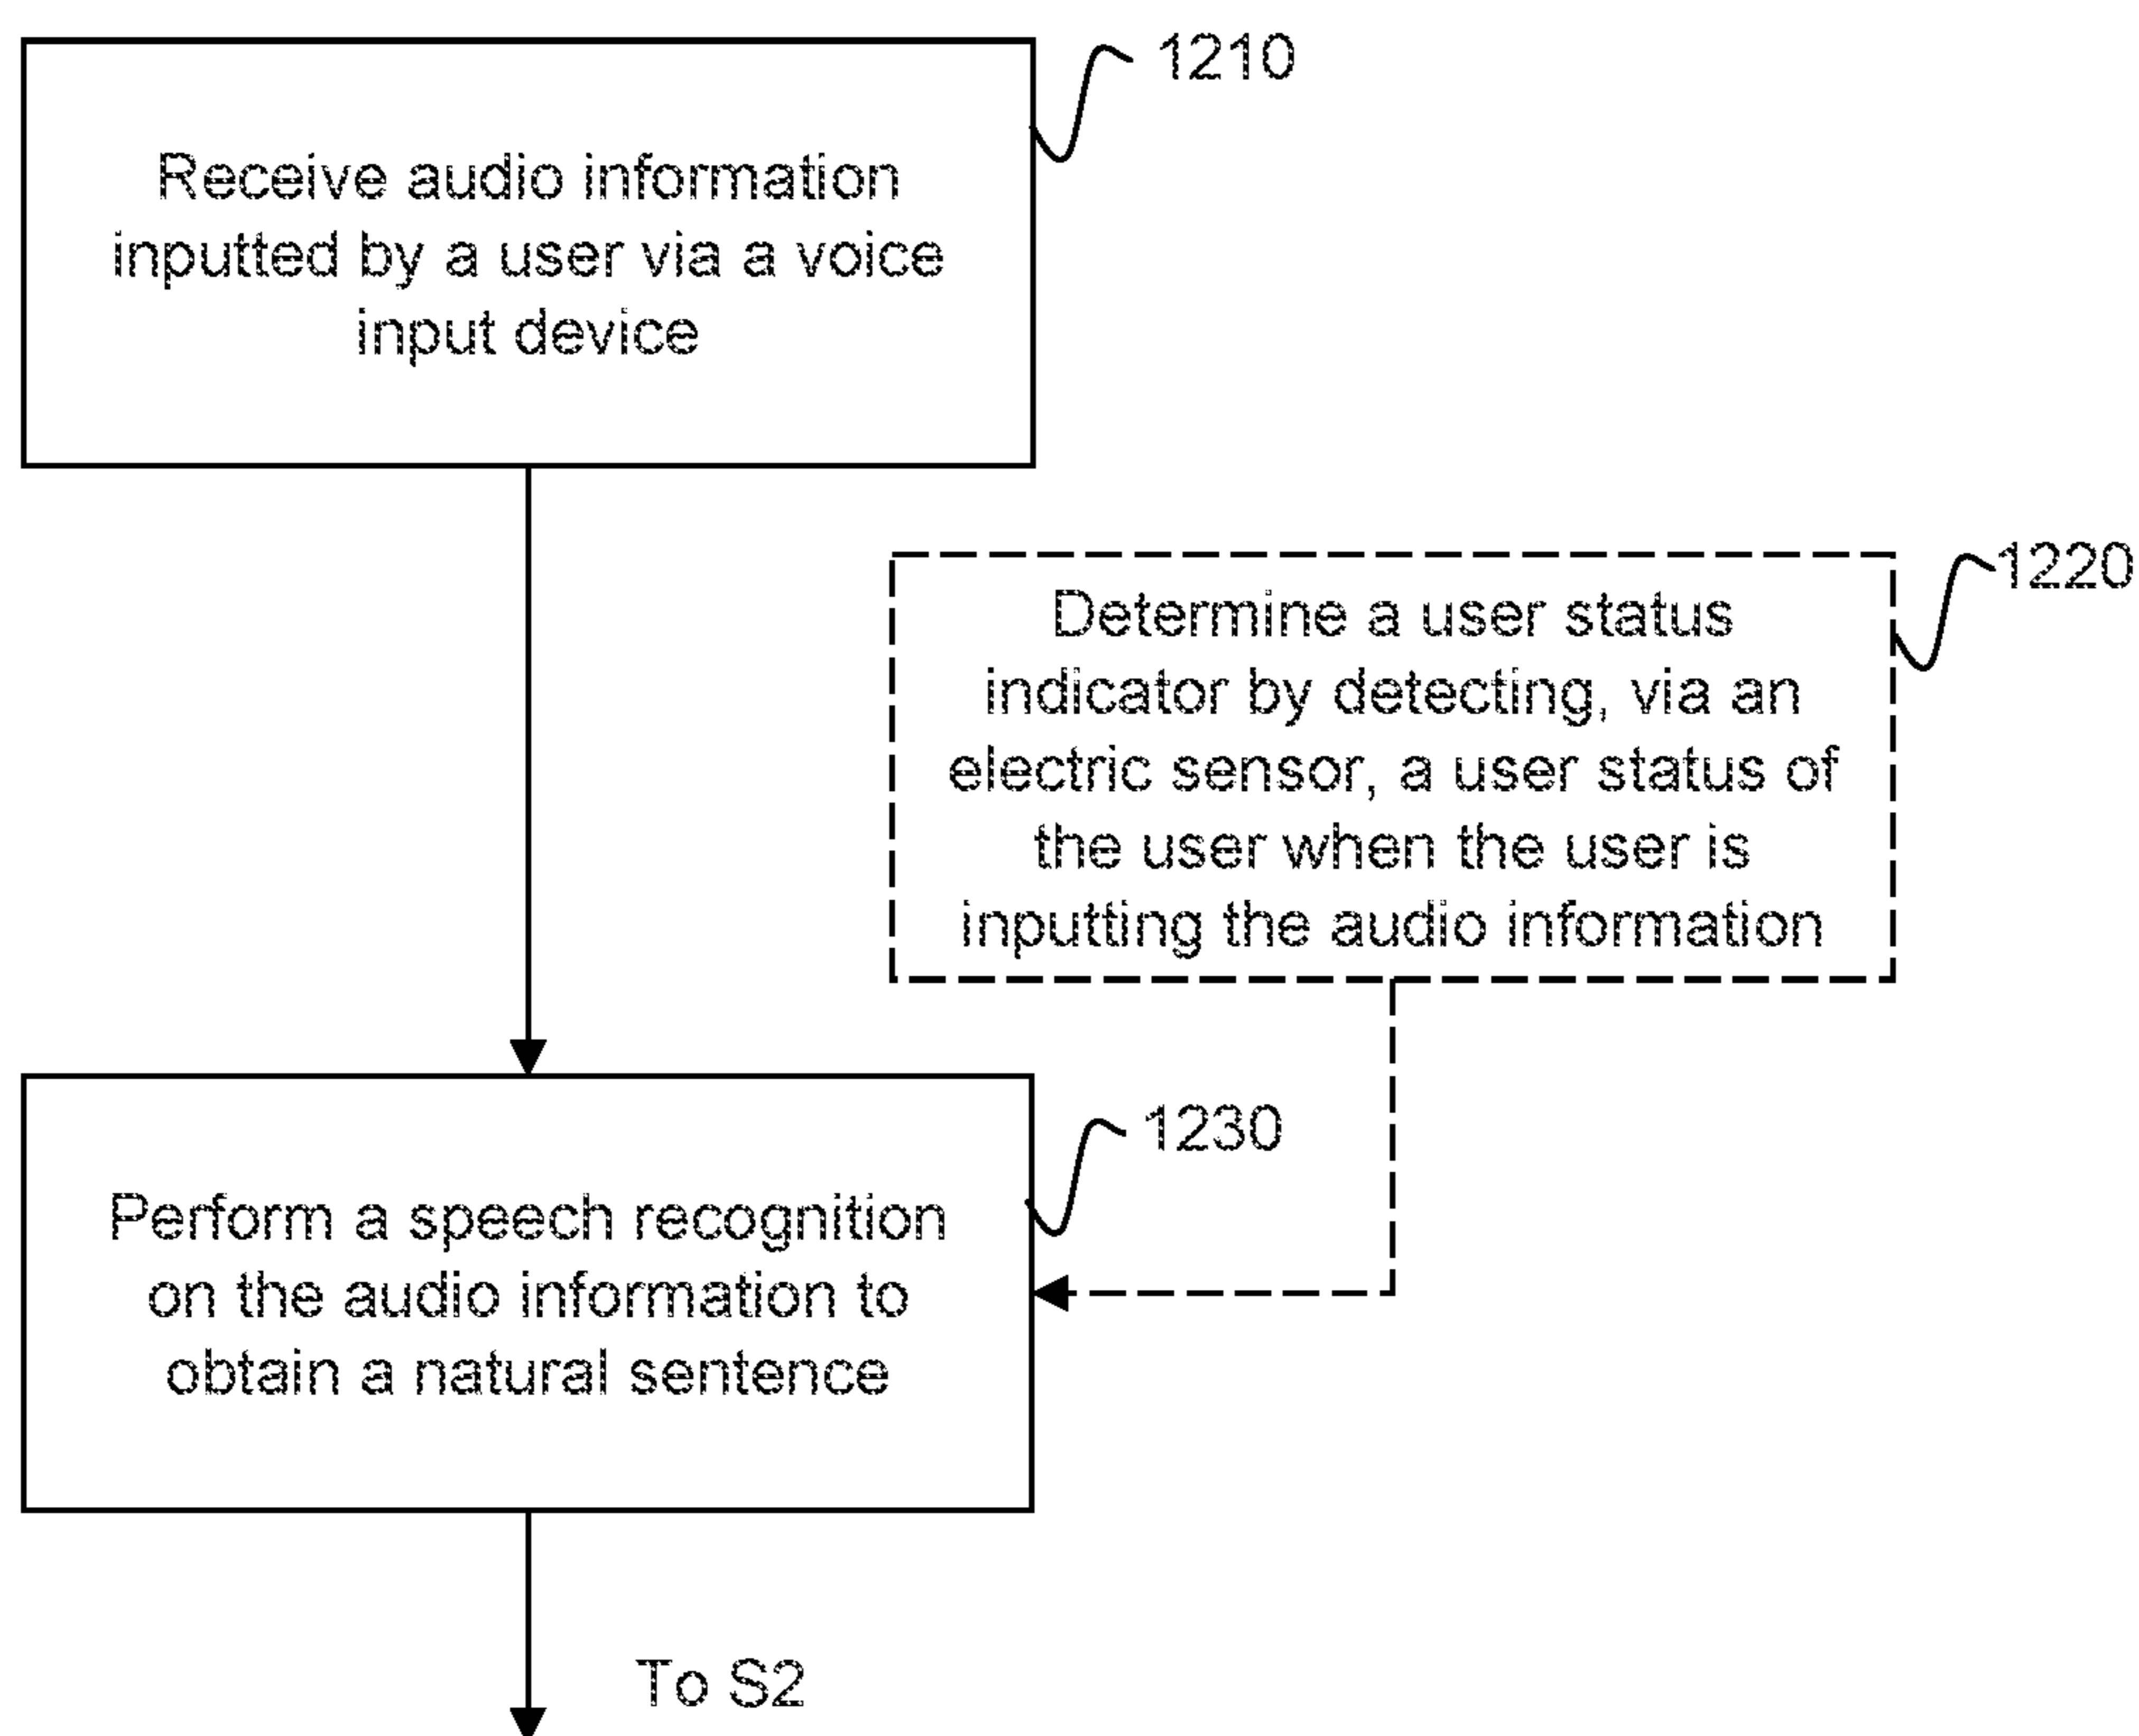 1210
Receive audio information
inputted by a user via a voice
input device
1220
Determine a user status
indicator by detecting, via an
electric sensor, a user status of
the user when the user is
inputting the audio information
1230
Perform a speech recognition
on the audio information to
obtain a natural sentence
To S2